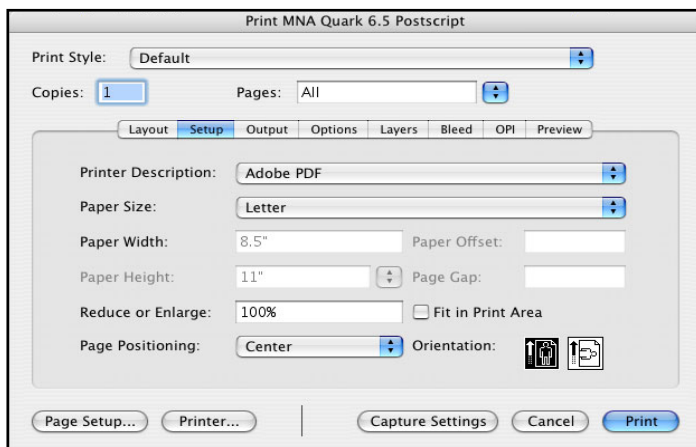 Print MNA Quark 6.5 Postscript
Print Style: Default
Copies: 1 Pages: All
Layout Setup Output Options Layers Bleed OPI Preview
Printer Description: Adobe PDF
Paper Size: Letter
Paper Width: 8.5" Paper Offset:
Paper Height: 11" Page Gap:
Reduce or Enlarge: 100% Fit in Print Area
Page Positioning: Center Orientation:
Page Setup... Printer... Capture Settings Cancel Print